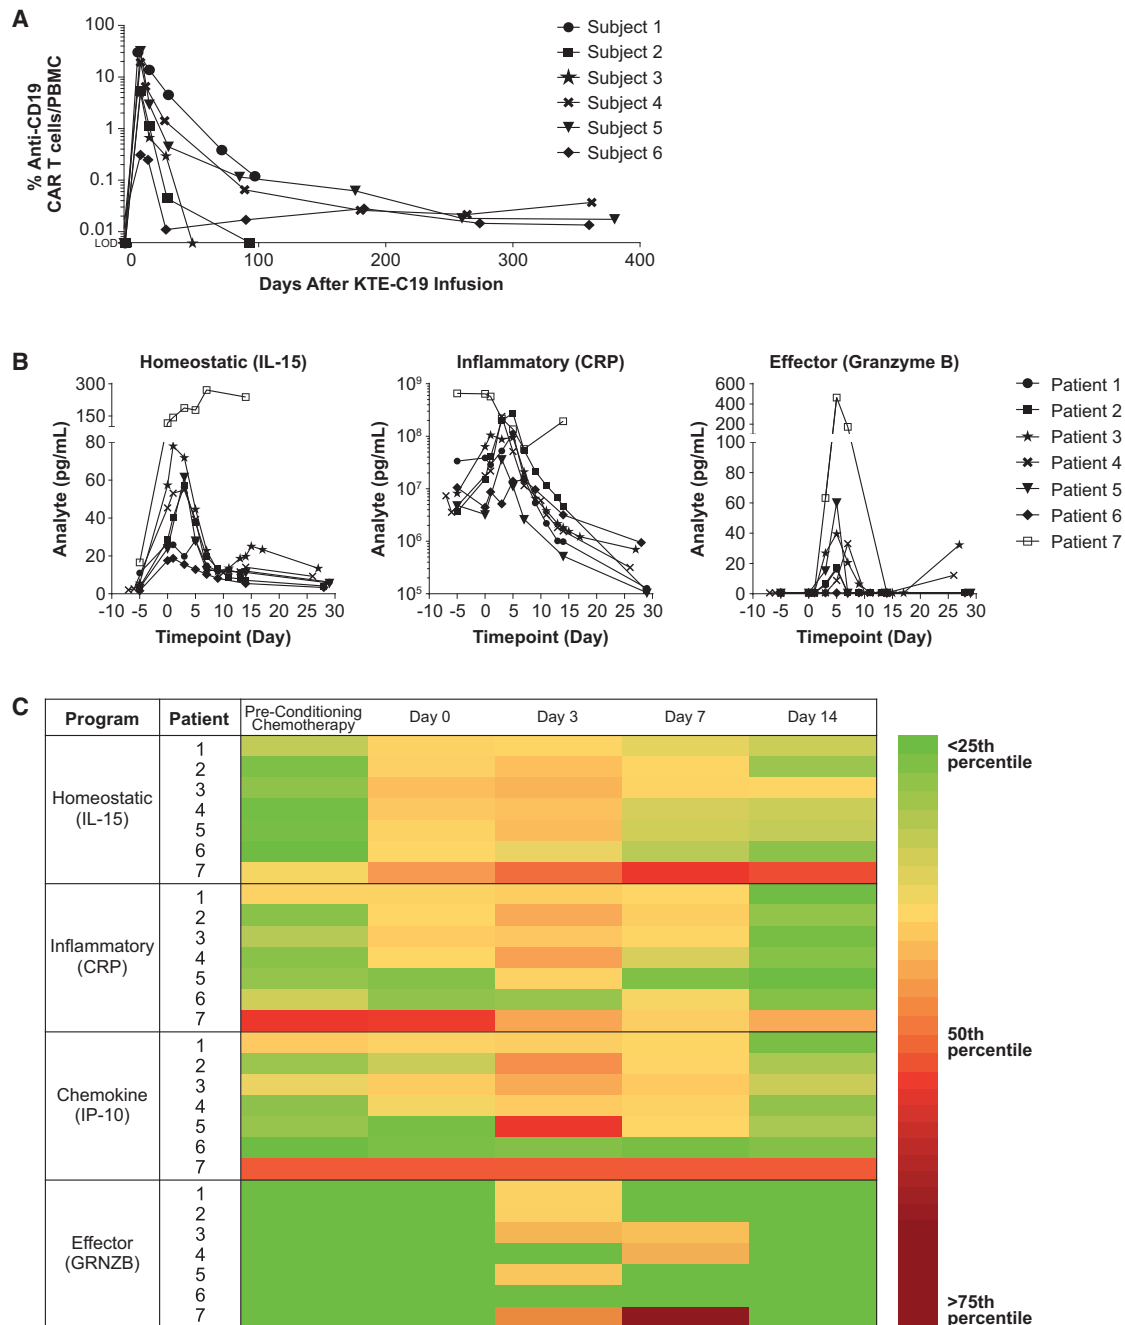 A
100
10
1
0.1
0.01
LOD
% Anti-CD19
CAR T cells/PBMC
0
100
200
300
400
Days After KTE-C19 Infusion
Subject 1
Subject 2
Subject 3
Subject 4
Subject 5
Subject 6
B
Homeostatic (IL-15)
Analyte (pg/mL)
300
150
80
60
40
20
0
-10 -5 0 5 10 15 20 25 30
Timepoint (Day)
Inflammatory (CRP)
Analyte (pg/mL)
10⁹
10⁸
10⁷
10⁶
10⁵
-10 -5 0 5 10 15 20 25 30
Timepoint (Day)
Effector (Granzyme B)
Analyte (pg/mL)
600
400
200
100
80
60
40
20
0
-10 -5 0 5 10 15 20 25 30
Timepoint (Day)
Patient 1
Patient 2
Patient 3
Patient 4
Patient 5
Patient 6
Patient 7
C
Program Patient Pre-Conditioning Chemotherapy Day 0 Day 3 Day 7 Day 14
Homeostatic
(IL-15)
1
2
3
4
5
6
7
Inflammatory
(CRP)
1
2
3
4
5
6
7
Chemokine
(IP-10)
1
2
3
4
5
6
7
Effector
(GRNZB)
1
2
3
4
5
6
7
<25th
percentile
50th
percentile
>75th
percentile